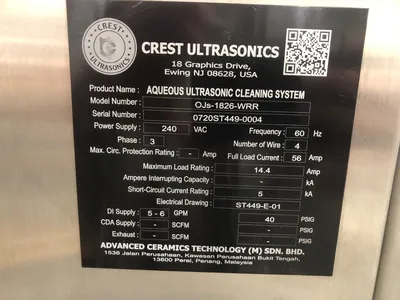 CREST
ULTRASONICS
CREST ULTRASONICS
18 Graphics Drive,
Ewing NJ 08628, USA
Product Name: AQUEOUS ULTRASONIC CLEANING SYSTEM
Model Number: OJs-1826-WRR
Serial Number: 0720ST449-0004
Power Supply: 240 VAC Frequency: 60 Hz
Phase: 3 Number of Wire: 4
Max. Circ. Protection Rating: - Amp Full Load Current: 56 Amp
Maximum Load Rating: 14.4 Amp
Ampere Interrupting Capacity: - kA
Short-Circuit Current Rating: 5 kA
Electrical Drawing: ST449-E-01
DI Supply: 5 - 6 GPM 40 PSIG
CDA Supply: - SCFM - PSIG
Exhaust: - SCFM - PSIG
ADVANCED CERAMICS TECHNOLOGY (M) SDN. BHD.
1536 Jalan Perusahaan, Kawasan Perusahaan Bukit Tengah,
13600 Perai, Penang, Malaysia